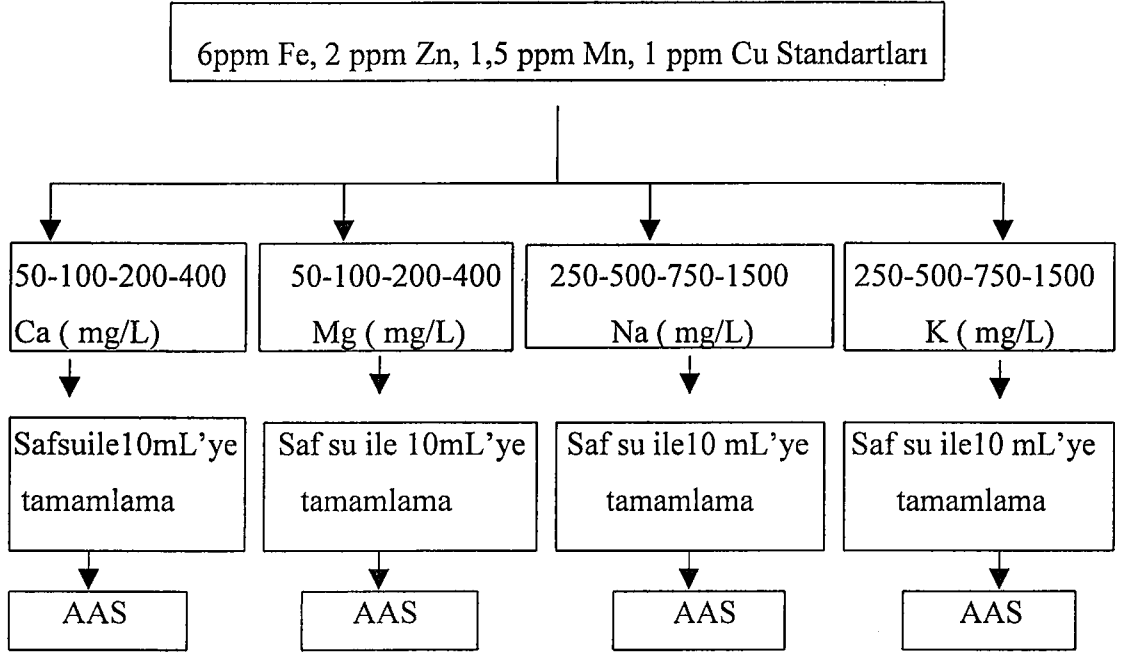 6ppm Fe, 2 ppm Zn, 1,5 ppm Mn, 1 ppm Cu Standartları
50-100-200-400
Ca ( mg/L)
50-100-200-400
Mg ( mg/L)
250-500-750-1500
Na ( mg/L)
250-500-750-1500
K ( mg/L)
Safsuile10mL’ye
tamamlama
Saf su ile 10mL’ye
tamamlama
Saf su ile10 mL’ye
tamamlama
Saf su ile10 mL’ye
tamamlama
AAS
AAS
AAS
AAS